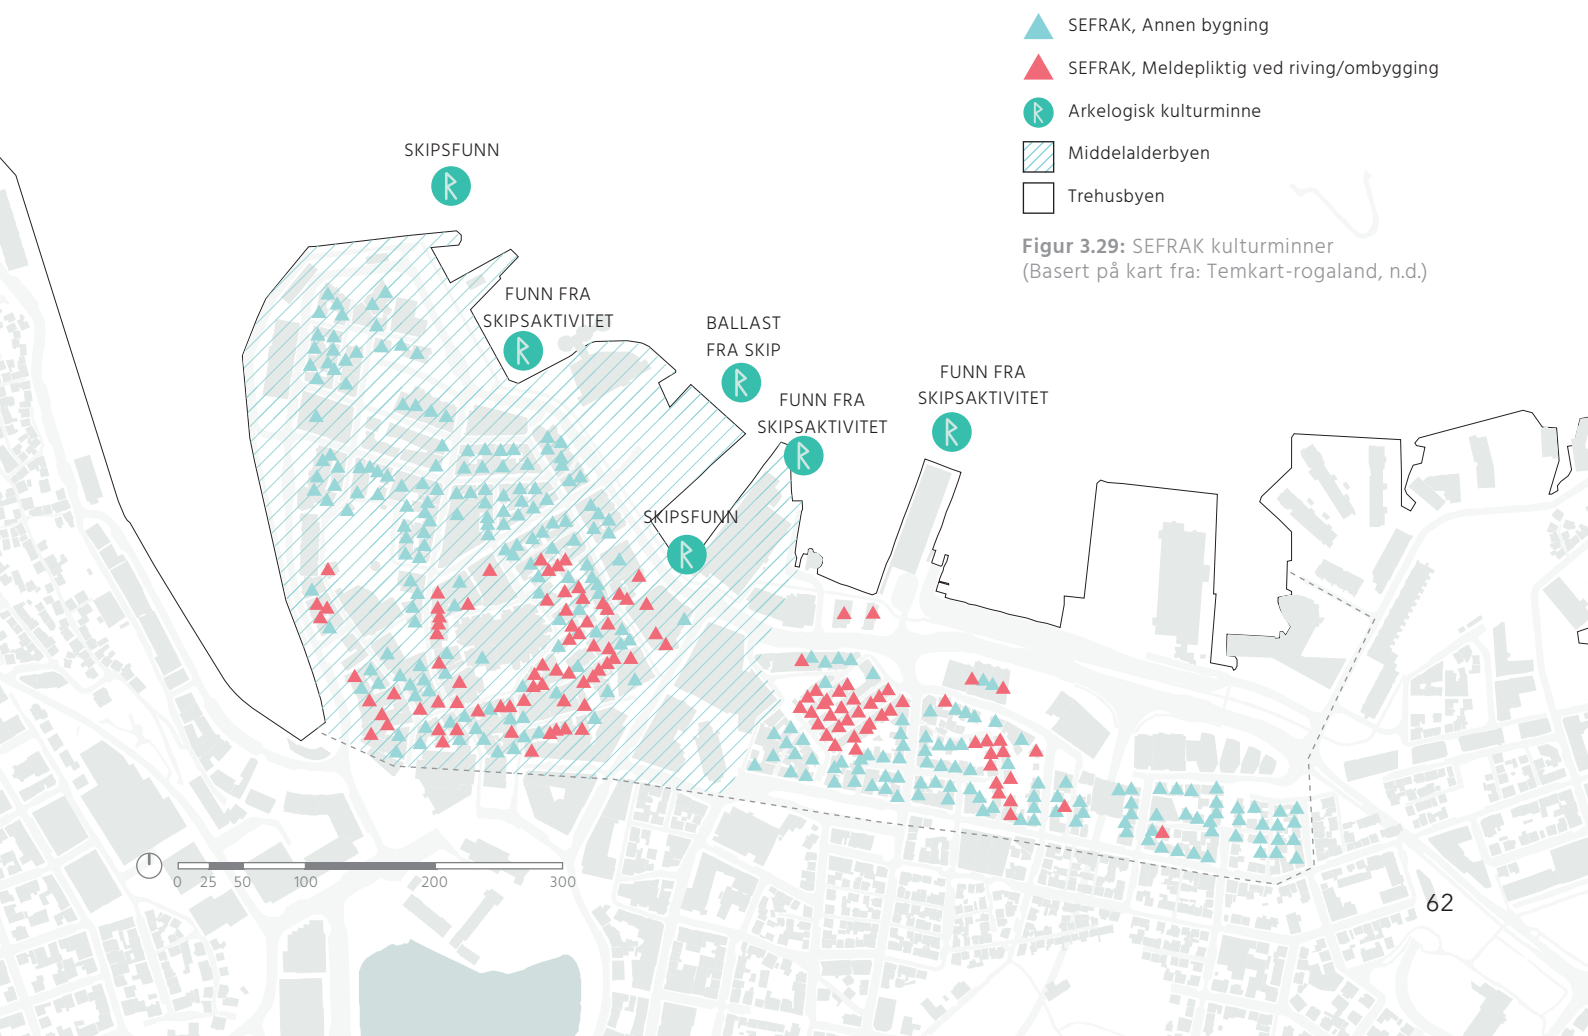 SEFRAK, Annen bygning
SEFRAK, Meldepliktig ved riving/ombygging
Arkelogisk kulturminne
Middelalderbyen
Trehusbyen
Figur 3.29: SEFRAK kulturminner
(Basert på kart fra: Temkart-rogaland, n.d.)
SKIPSFUNN
FUNN FRA
SKIPSAKTIVITET
BALLAST
FRA SKIP
FUNN FRA
SKIPSAKTIVITET
FUNN FRA
SKIPSAKTIVITET
SKIPSFUNN
0 25 50 100 200 300
62